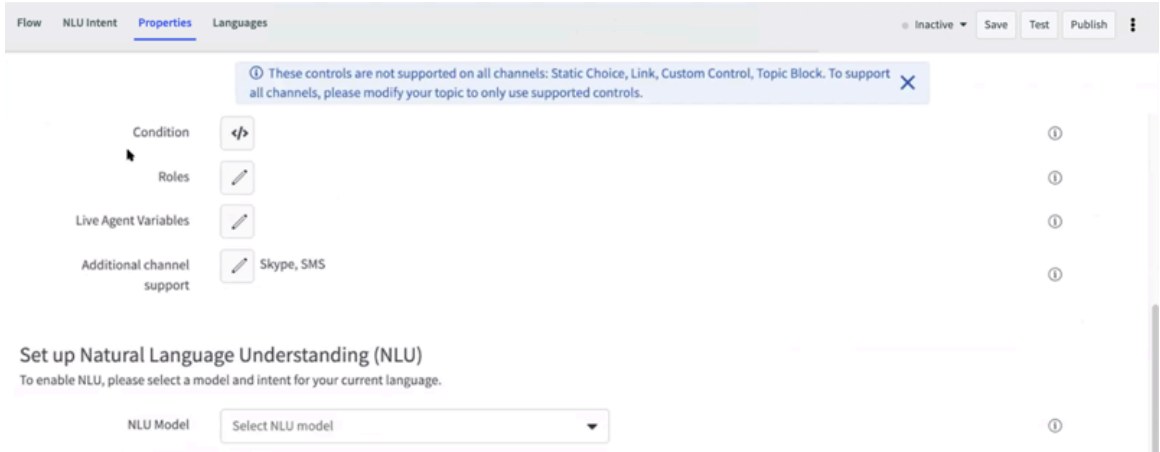 Flow NLU Intent Properties Languages Inactive Save Test Publish
These controls are not supported on all channels: Static Choice, Link, Custom Control, Topic Block. To support
all channels, please modify your topic to only use supported controls.
Condition </>
Roles
Live Agent Variables
Additional channel Skype, SMS
support
Set up Natural Language Understanding (NLU)
To enable NLU, please select a model and intent for your current language.
NLU Model Select NLU model